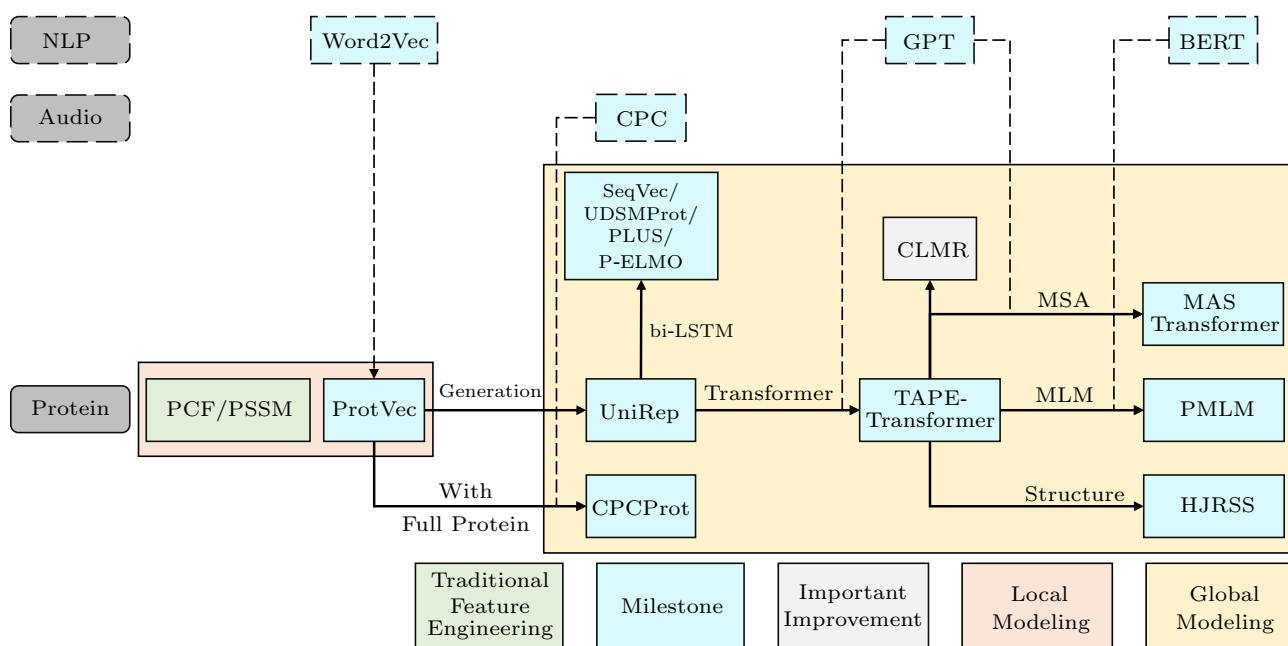 NLP
Word2Vec
GPT
BERT
Audio
CPC
SeqVec/
UDSMProt/
PLUS/
P-ELMO
CLMR
MSA
MAS
Transformer
bi-LSTM
Protein
PCF/PSSM
ProtVec
Generation
UniRep
Transformer
TAPE-
Transformer
MLM
PMLM
With
Full Protein
CPCProt
Structure
HJRSS
Traditional
Feature
Engineering
Milestone
Important
Improvement
Local
Modeling
Global
Modeling